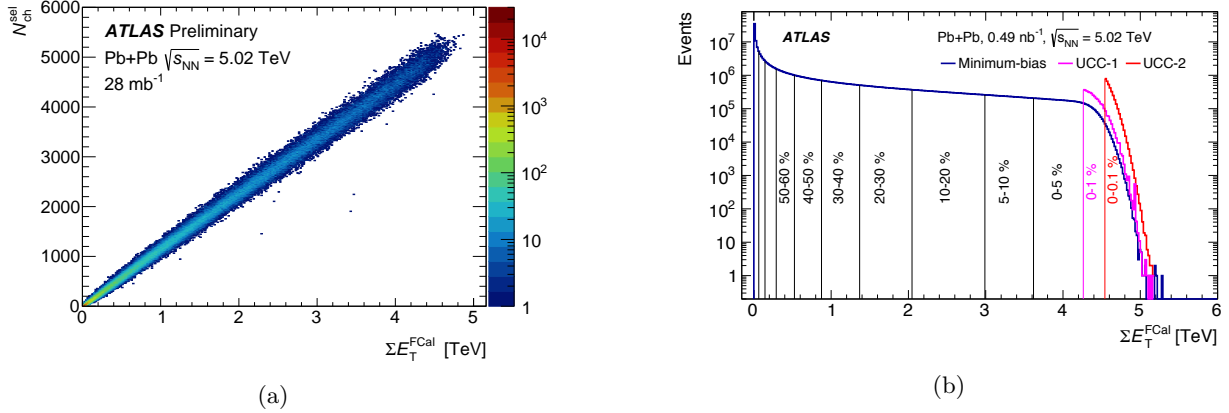 N_ch^sel
6000
5000
4000
3000
2000
1000
0
ATLAS Preliminary
Pb+Pb √s_NN = 5.02 TeV
28 mb⁻¹
10⁴
10³
10²
10
1
0 1 2 3 4 5
ΣE_T^FCal [TeV]
(a)
Events
10⁷
10⁶
10⁵
10⁴
10³
10²
10
1
ATLAS
Pb+Pb, 0.49 nb⁻¹, √s_NN = 5.02 TeV
Minimum-bias UCC-1 UCC-2
50-60 %
40-50 %
30-40 %
20-30 %
10-20 %
5-10 %
0-5 %
0-1 %
0-0.1 %
0 1 2 3 4 5 6
ΣE_T^FCal [TeV]
(b)